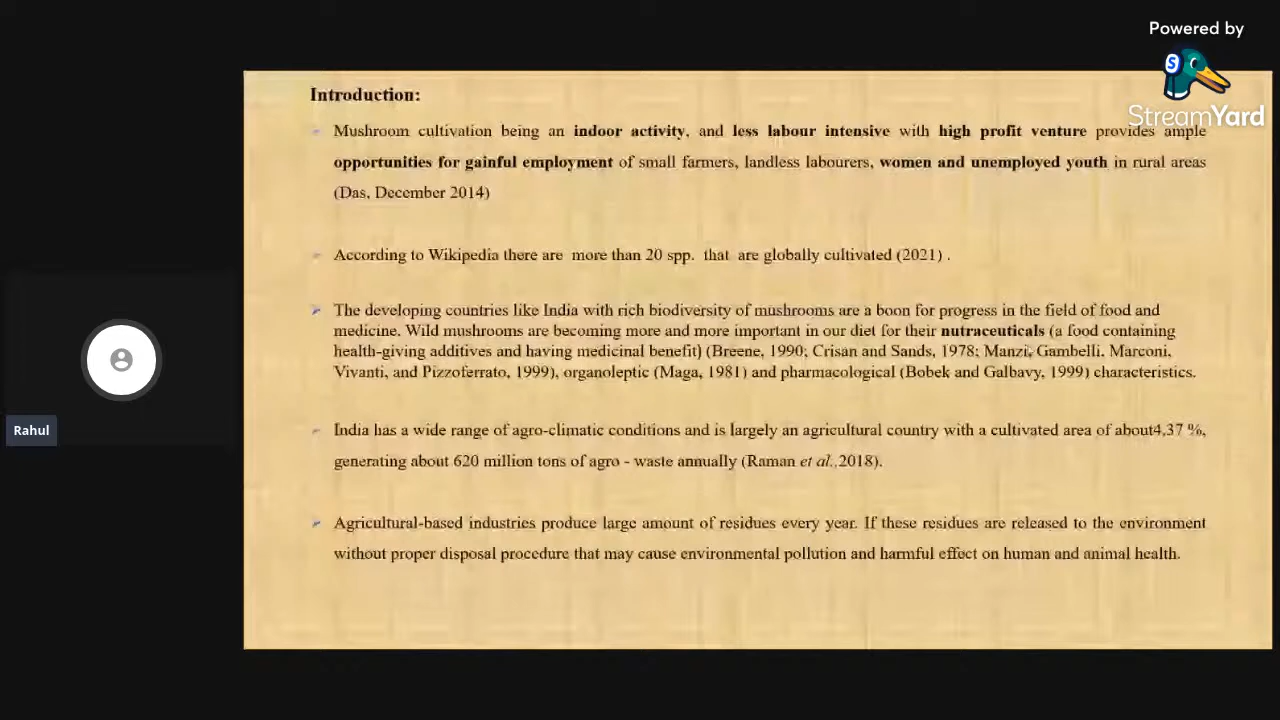 Powered by
StreamYard
Introduction:
Mushroom cultivation being an indoor activity, and less labour intensive with high profit venture provides ample
opportunities for gainful employment of small farmers, landless labourers, women and unemployed youth in rural areas
(Das, December 2014)
According to Wikipedia there are more than 20 spp. that are globally cultivated (2021) .
The developing countries like India with rich biodiversity of mushrooms are a boon for progress in the field of food and
medicine. Wild mushrooms are becoming more and more important in our diet for their nutraceuticals (a food containing
health-giving additives and having medicinal benefit) (Breene, 1990; Crisan and Sands, 1978; Manzi, Gambelli, Marconi,
Vivanti, and Pizzoferrato, 1999), organoleptic (Maga, 1981) and pharmacological (Bobek and Galbavy, 1999) characteristics.
India has a wide range of agro-climatic conditions and is largely an agricultural country with a cultivated area of about4.37 %,
generating about 620 million tons of agro - waste annually (Raman et al.,2018).
Agricultural-based industries produce large amount of residues every year. If these residues are released to the environment
without proper disposal procedure that may cause environmental pollution and harmful effect on human and animal health.
Rahul